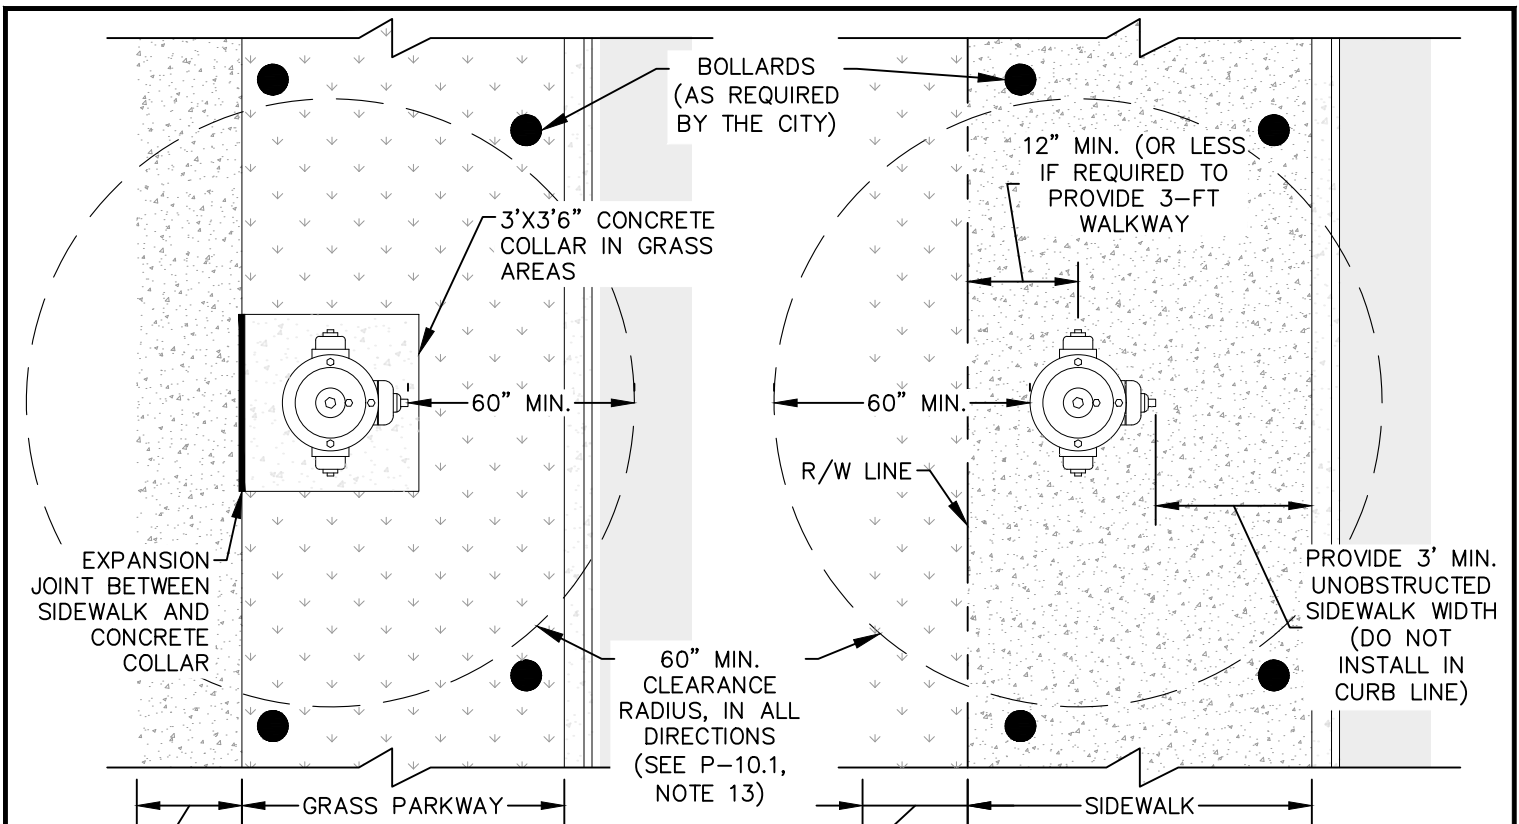 BOLLARDS
(AS REQUIRED
BY THE CITY)
12” MIN. (OR LESS
IF REQUIRED TO
PROVIDE 3–FT
WALKWAY
3'X3'6” CONCRETE
COLLAR IN GRASS
AREAS
60” MIN.
60” MIN.
R/W LINE
EXPANSION
JOINT BETWEEN
SIDEWALK AND
CONCRETE
COLLAR
PROVIDE 3' MIN.
UNOBSTRUCTED
SIDEWALK WIDTH
(DO NOT
INSTALL IN
CURB LINE)
60” MIN.
CLEARANCE
RADIUS, IN ALL
DIRECTIONS
(SEE P–10.1,
NOTE 13)
GRASS PARKWAY
SIDEWALK